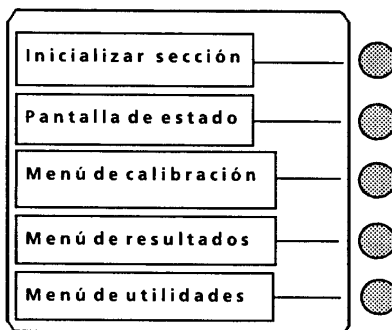 Inicializar sección
Pantalla de estado
Menú de calibración
Menú de resultados
Menú de utilidades